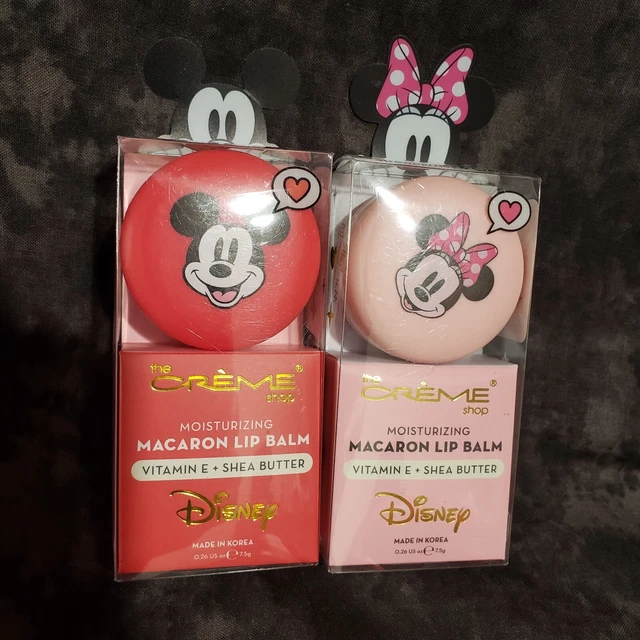 the
CRÈME®
shop
MOISTURIZING
MACARON LIP BALM
VITAMIN E + SHEA BUTTER
Disney
MADE IN KOREA
0.26 US oz ℮ 7.5g
the
CRÈME®
shop
MOISTURIZING
MACARON LIP BALM
VITAMIN E + SHEA BUTTER
Disney
MADE IN KOREA
0.26 US oz ℮ 7.5g